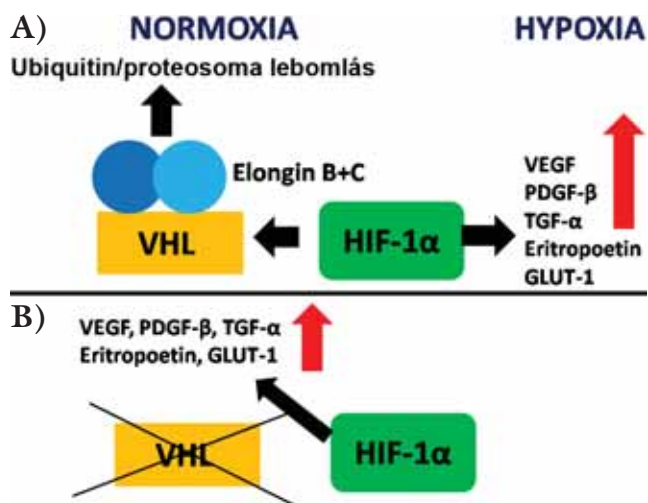 A)
NORMOXIA
HYPOXIA
Ubiquitin/proteosoma lebomlás
Elongin B+C
VHL
HIF-1α
VEGF
PDGF-β
TGF-α
Eritropoetin
GLUT-1
B)
VEGF, PDGF-β, TGF-α
Eritropoetin, GLUT-1
VHL
HIF-1α